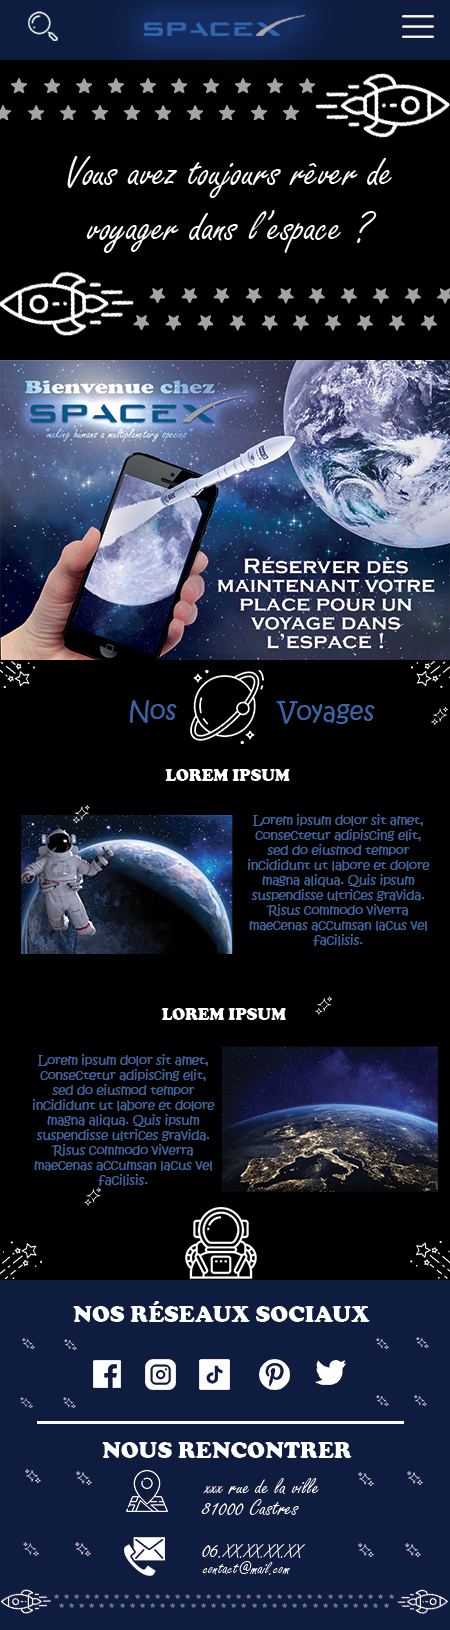 SPACEX
Vous avez toujours rêver de
voyager dans l'espace ?
Bienvenue chez
SPACEX
making humans a multiplanetary species
RÉSERVER DÈS
MAINTENANT VOTRE
PLACE POUR UN
VOYAGE DANS
L'ESPACE !
Nos Voyages
LOREM IPSUM
Lorem ipsum dolor sit amet,
consectetur adipiscing elit,
sed do eiusmod tempor
incididunt ut labore et dolore
magna aliqua. Quis ipsum
suspendisse ultrices gravida.
Risus commodo viverra
maecenas accumsan lacus vel
facilisis.
LOREM IPSUM
Lorem ipsum dolor sit amet,
consectetur adipiscing elit,
sed do eiusmod tempor
incididunt ut labore et dolore
magna aliqua. Quis ipsum
suspendisse ultrices gravida.
Risus commodo viverra
maecenas accumsan lacus vel
facilisis.
NOS RÉSEAUX SOCIAUX
NOUS RENCONTRER
xxx rue de la ville
81000 Castres
06.XX.XX.XX.XX
contact@mail.com